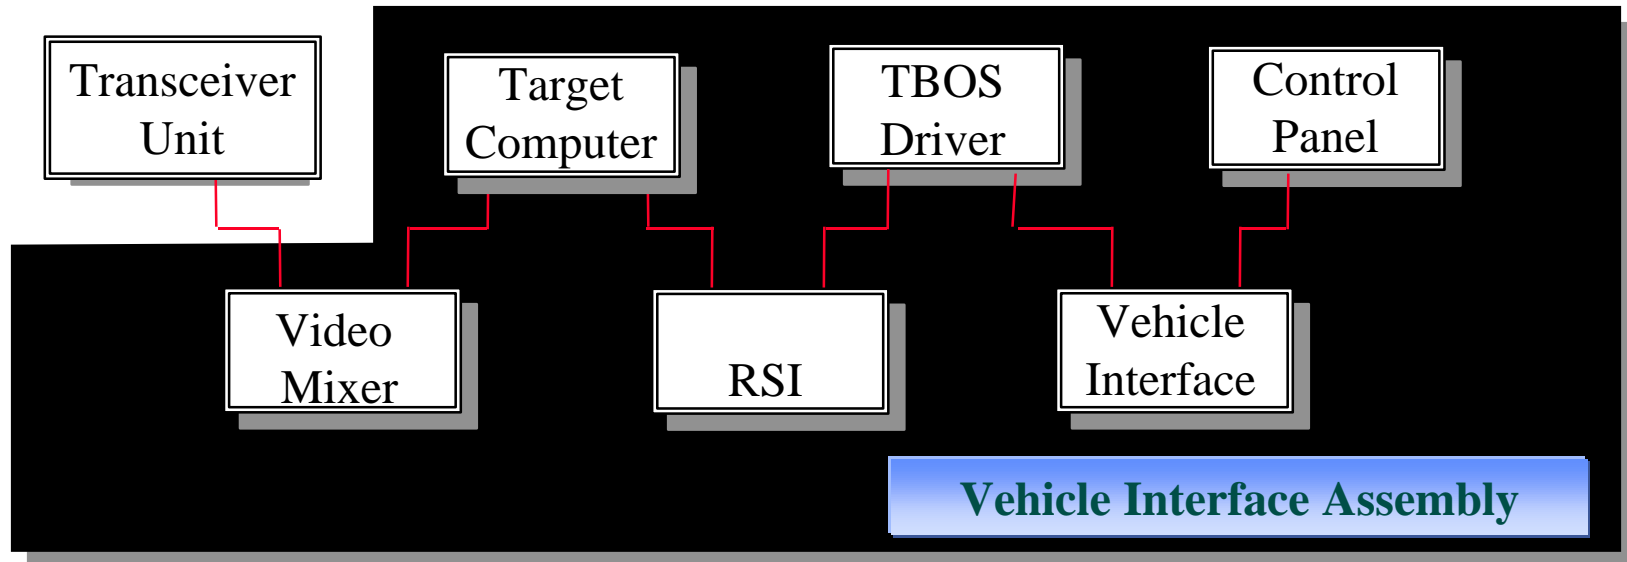 Transceiver
Unit
Target
Computer
TBOS
Driver
Control
Panel
Video
Mixer
RSI
Vehicle
Interface
Vehicle Interface Assembly